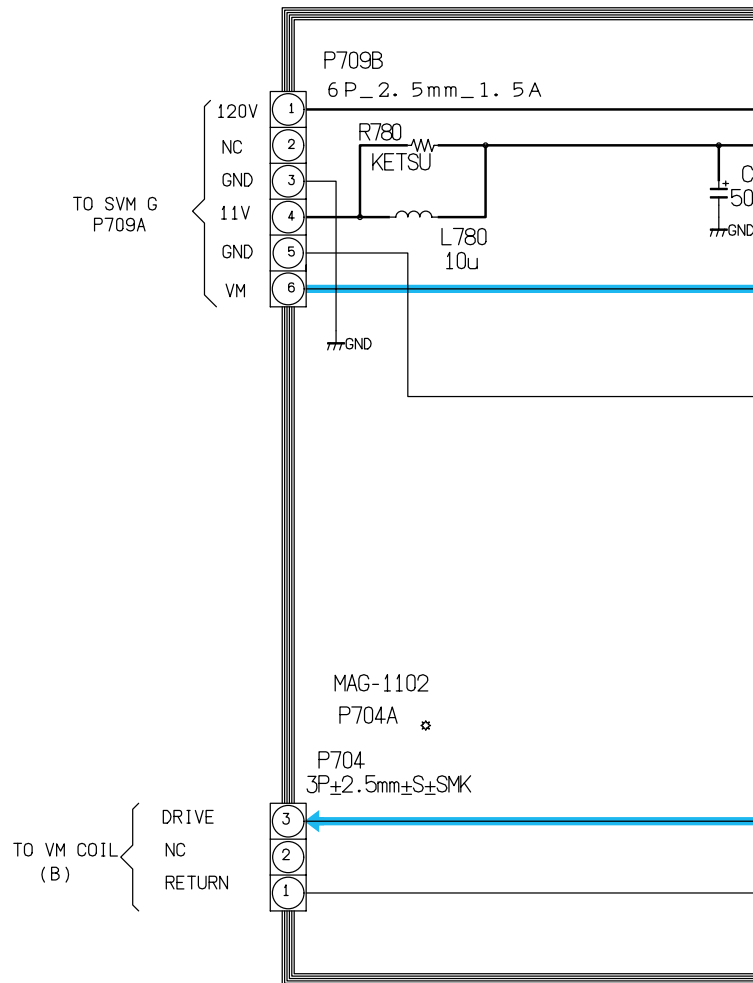 P709B
6P_2.5mm_1.5A
120V
1
NC
2
GND
3
11V
4
GND
5
VM
6
TO SVM G
P709A
R780
KETSU
L780
10u
+
C
50
GND
GND
MAG-1102
P704A
P704
3P±2.5mm±S±SMK
DRIVE
3
NC
2
RETURN
1
TO VM COIL
(B)